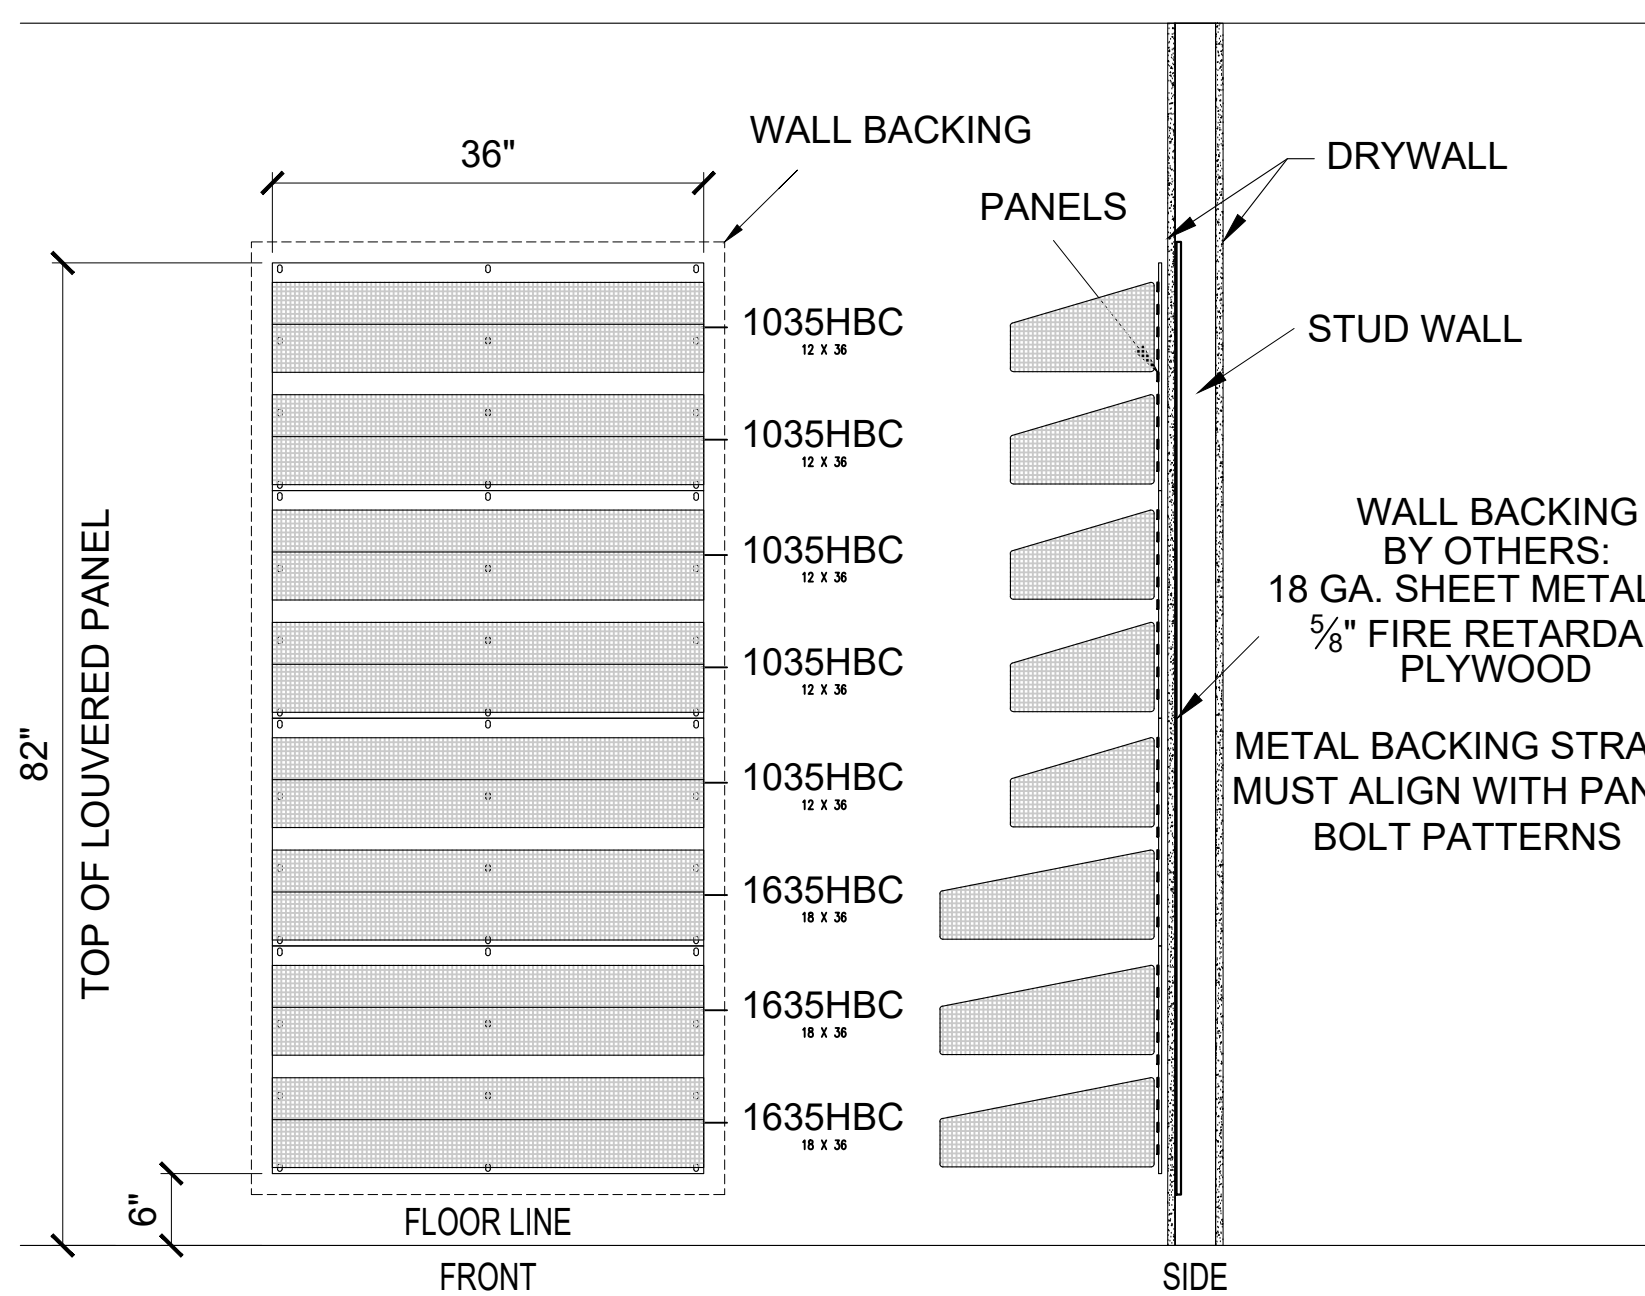 36"
WALL BACKING
DRYWALL
PANELS
STUD WALL
82"
TOP OF LOUVERED PANEL
1035HBC
12 X 36
1035HBC
12 X 36
1035HBC
12 X 36
1035HBC
12 X 36
1035HBC
12 X 36
1635HBC
18 X 36
1635HBC
18 X 36
1635HBC
18 X 36
WALL BACKING
BY OTHERS:
18 GA. SHEET METAL
⅝" FIRE RETARDA
PLYWOOD
METAL BACKING STRA
MUST ALIGN WITH PAN
BOLT PATTERNS
6"
FLOOR LINE
FRONT
SIDE